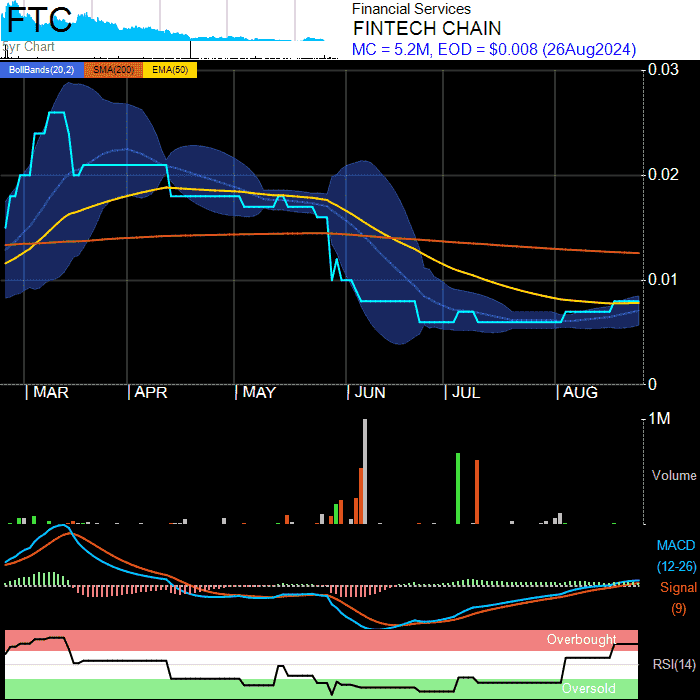 FTC
5yr Chart
Financial Services
FINTECH CHAIN
MC = 5.2M, EOD = $0.008 (26Aug2024)
BollBands(20,2) SMA(200) EMA(50)
0.03
0.02
0.01
0
MAR APR MAY JUN JUL AUG
1M
Volume
MACD
(12-26)
Signal
(9)
Overbought
RSI(14)
Oversold